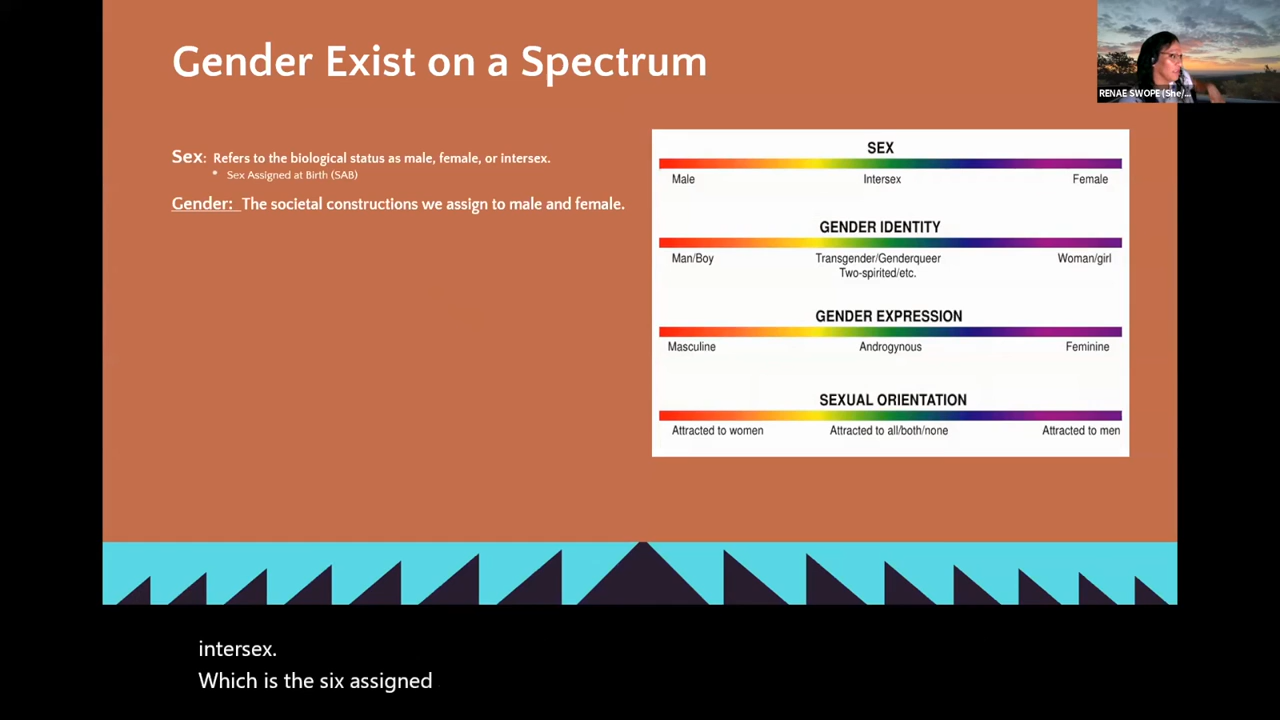 Gender Exist on a Spectrum
RENAE SWOPE (She/...
Sex: Refers to the biological status as male, female, or intersex.
• Sex Assigned at Birth (SAB)
Gender: The societal constructions we assign to male and female.
SEX
Male Intersex Female
GENDER IDENTITY
Man/Boy Transgender/Genderqueer Woman/girl
Two-spirited/etc.
GENDER EXPRESSION
Masculine Androgynous Feminine
SEXUAL ORIENTATION
Attracted to women Attracted to all/both/none Attracted to men
intersex.
Which is the six assigned